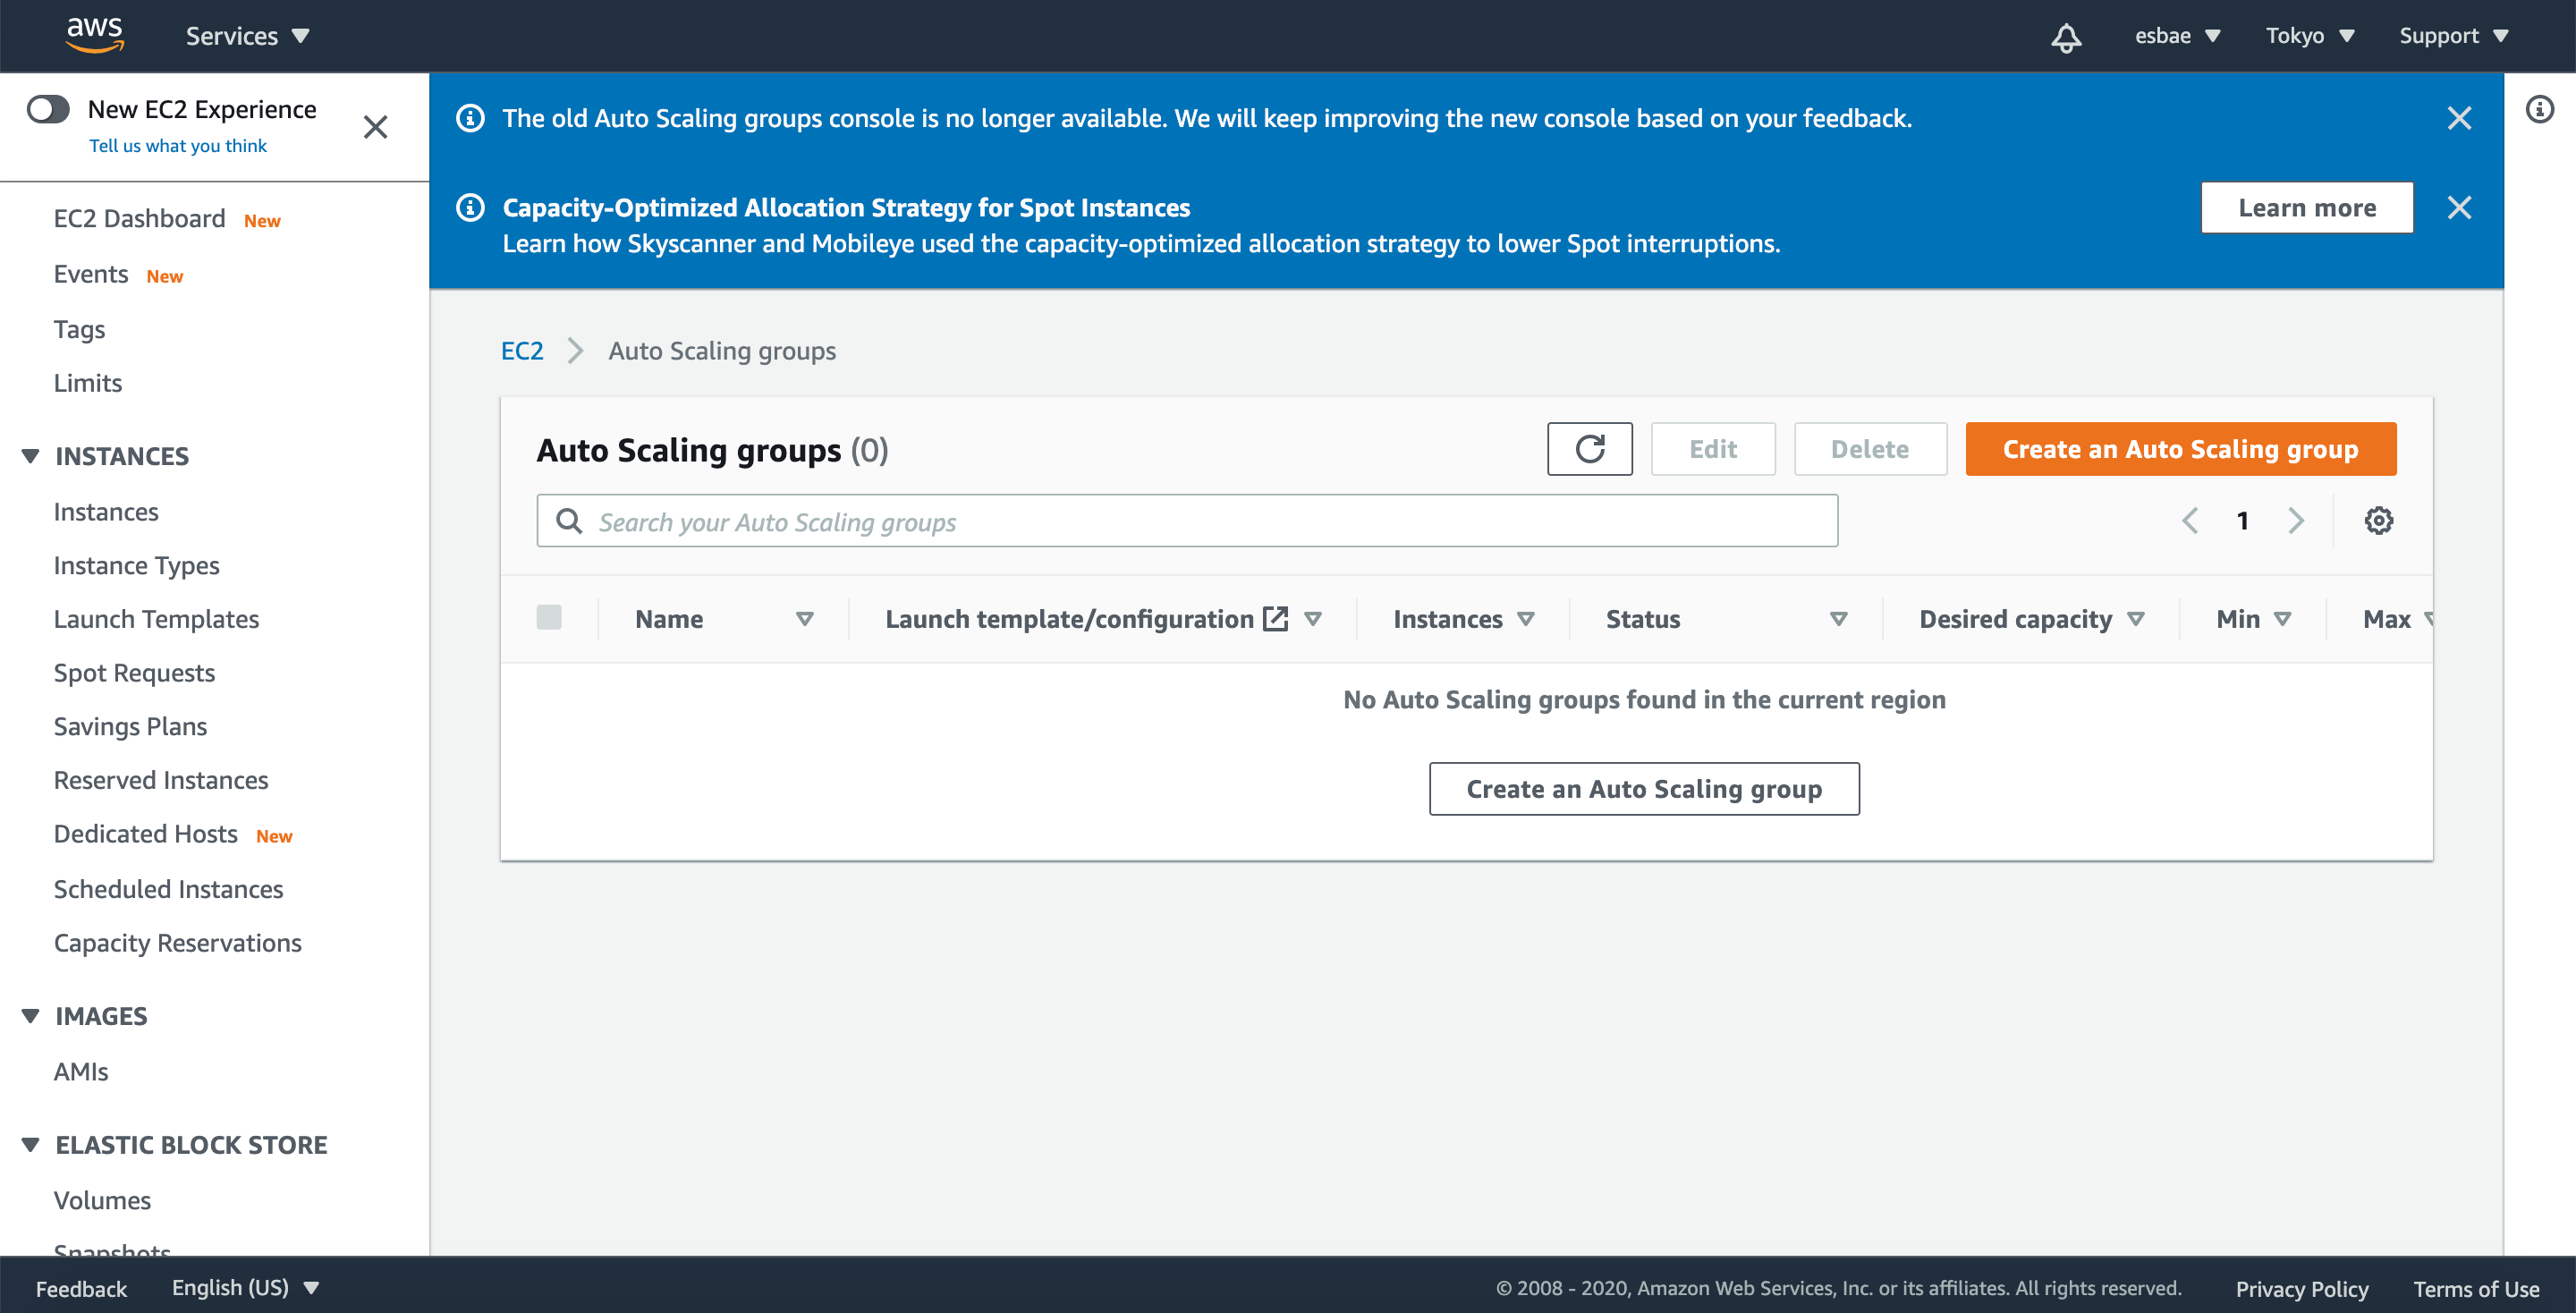 aws
Services
esbae
Tokyo
Support
New EC2 Experience
Tell us what you think
EC2 Dashboard New
Events New
Tags
Limits
INSTANCES
Instances
Instance Types
Launch Templates
Spot Requests
Savings Plans
Reserved Instances
Dedicated Hosts New
Scheduled Instances
Capacity Reservations
IMAGES
AMIs
ELASTIC BLOCK STORE
Volumes
Snapshots
The old Auto Scaling groups console is no longer available. We will keep improving the new console based on your feedback.
Capacity-Optimized Allocation Strategy for Spot Instances
Learn how Skyscanner and Mobileye used the capacity-optimized allocation strategy to lower Spot interruptions.
Learn more
EC2 Auto Scaling groups
Auto Scaling groups (0)
Edit
Delete
Create an Auto Scaling group
Search your Auto Scaling groups
1
Name
Launch template/configuration
Instances
Status
Desired capacity
Min
Max
No Auto Scaling groups found in the current region
Create an Auto Scaling group
Feedback
English (US)
© 2008 - 2020, Amazon Web Services, Inc. or its affiliates. All rights reserved.
Privacy Policy
Terms of Use